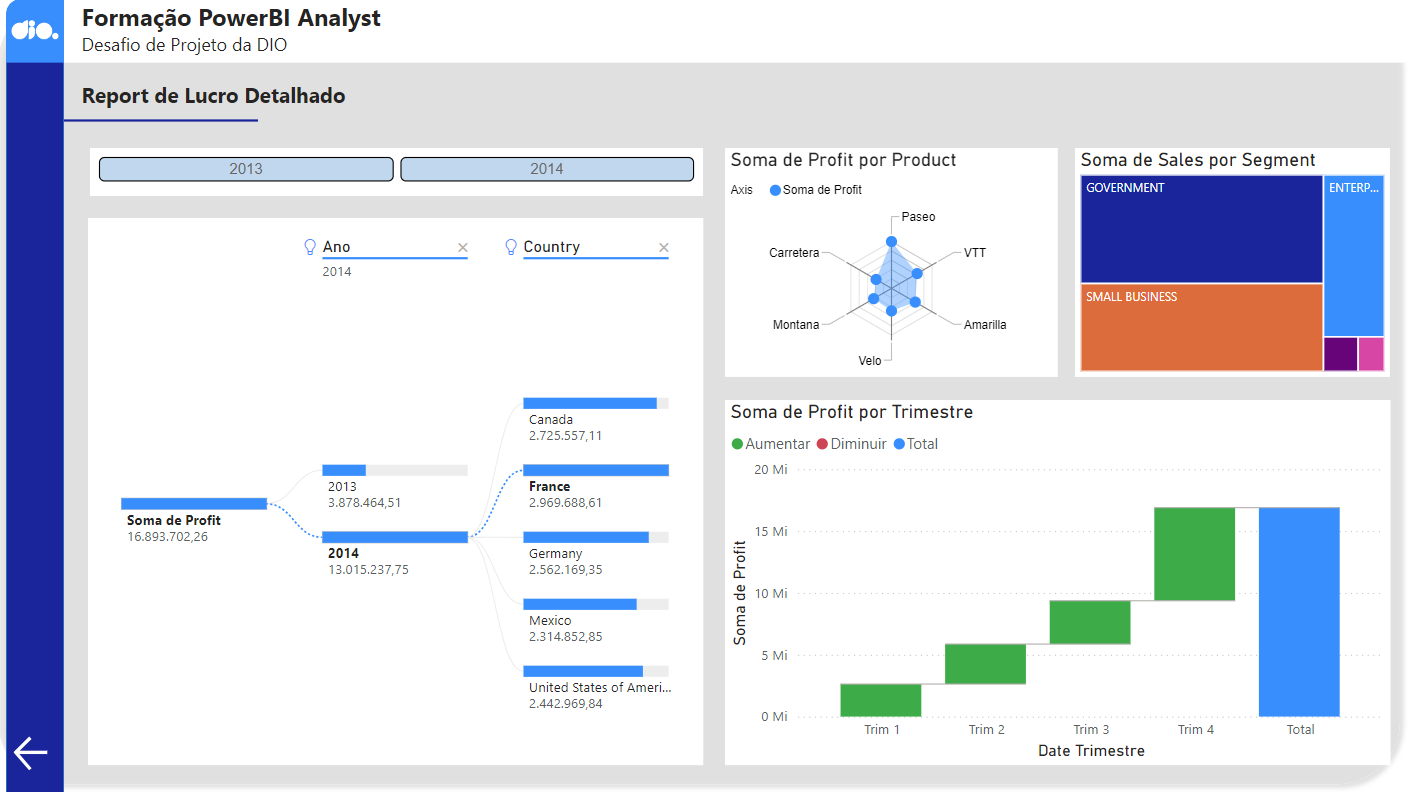 dio.
Formação PowerBI Analyst
Desafio de Projeto da DIO
Report de Lucro Detalhado
2013
2014
Ano
2014
Country
Soma de Profit
16.893.702,26
2013
3.878.464,51
2014
13.015.237,75
Canada
2.725.557,11
France
2.969.688,61
Germany
2.562.169,35
Mexico
2.314.852,85
United States of Ameri...
2.442.969,84
Soma de Profit por Product
Axis
Soma de Profit
Paseo
VTT
Amarilla
Velo
Montana
Carretera
Soma de Sales por Segment
GOVERNMENT
ENTERP...
SMALL BUSINESS
Soma de Profit por Trimestre
Aumentar
Diminuir
Total
Soma de Profit
20 Mi
15 Mi
10 Mi
5 Mi
0 Mi
Trim 1
Trim 2
Trim 3
Trim 4
Total
Date Trimestre